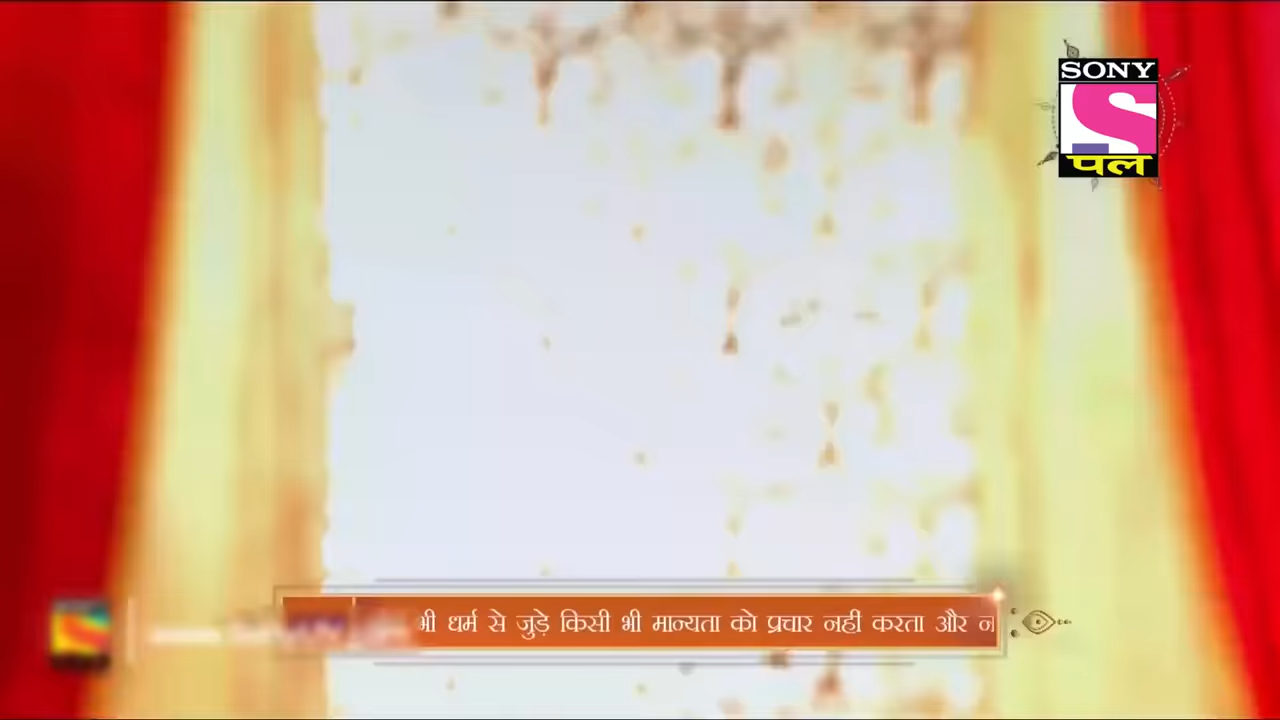 SONY
S
पल
भी धर्म से जुड़े किसी भी मान्यता को प्रचार नहीं करता और न